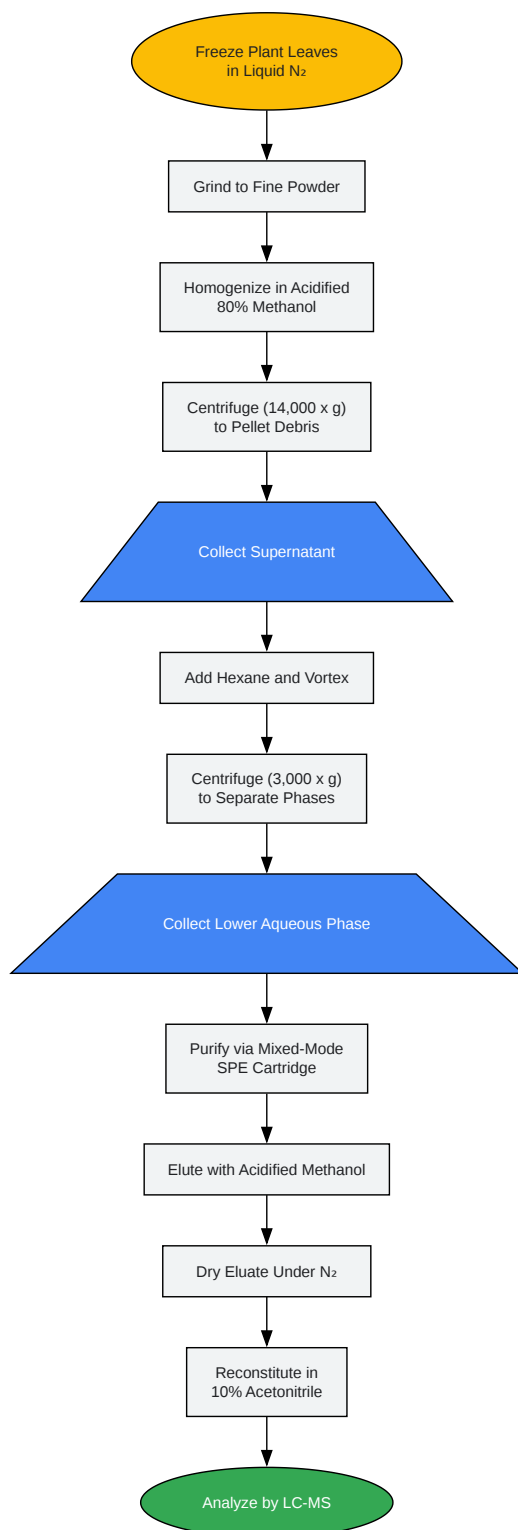 Freeze Plant Leaves
in Liquid N₂
Grind to Fine Powder
Homogenize in Acidified
80% Methanol
Centrifuge (14,000 x g)
to Pellet Debris
Collect Supernatant
Add Hexane and Vortex
Centrifuge (3,000 x g)
to Separate Phases
Collect Lower Aqueous Phase
Purify via Mixed-Mode
SPE Cartridge
Elute with Acidified Methanol
Dry Eluate Under N₂
Reconstitute in
10% Acetonitrile
Analyze by LC-MS